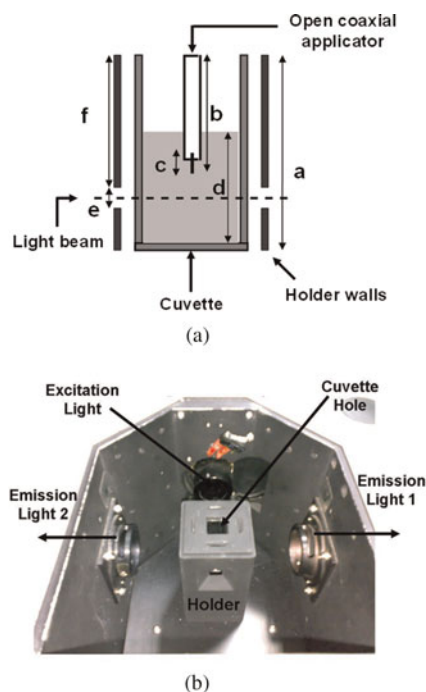 Open coaxial
applicator
f
b
c
d
a
e
Light beam
Cuvette
Holder walls
(a)
Excitation
Light
Cuvette
Hole
Emission
Light 2
Emission
Light 1
Holder
(b)